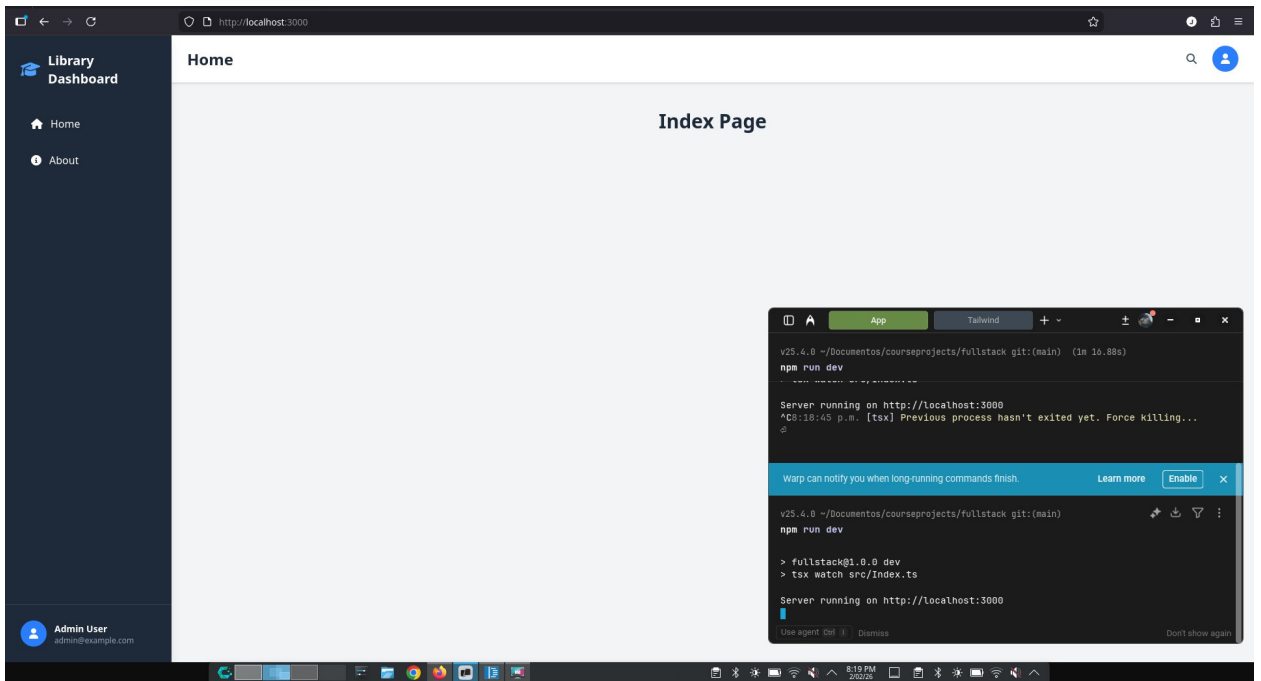 http://localhost:3000
Library
Dashboard
Home
About
Admin User
admin@example.com
Home
Index Page
App
Tailwind
v25.4.0 ~/Documentos/courseprojects/fullstack git:(main) (1m 16.88s)
npm run dev
Server running on http://localhost:3000
^C8:18:45 p.m. [tsx] Previous process hasn't exited yet. Force killing...
Warp can notify you when long-running commands finish.
Learn more
Enable
v25.4.0 ~/Documentos/courseprojects/fullstack git:(main)
npm run dev
> fullstack@1.0.0 dev
> tsx watch src/Index.ts
Server running on http://localhost:3000
Use agent Ctrl I Dismiss
Don't show again
8:19 PM
2/02/26